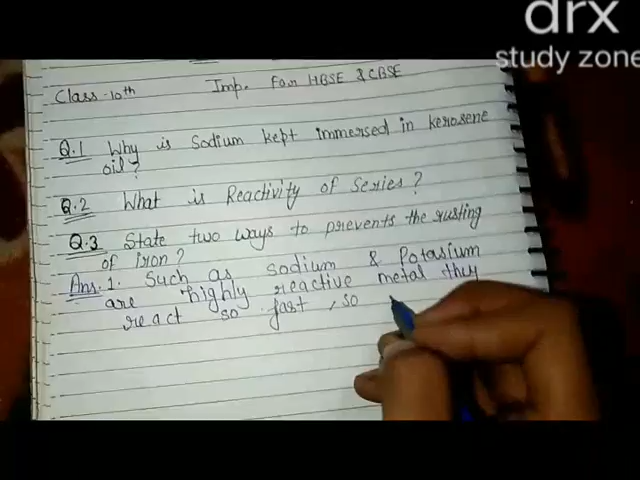 drx
study zone
Class-10th Imp. For HBSE & CBSE
Q.1 Why is Sodium kept immersed in kerosene
oil?
Q.2 What is Reactivity of Series?
Q.3 State two ways to prevents the rusting
of iron?
Ans.1. Such as sodium & Potasium
are highly reactive metal they
react so fast, so